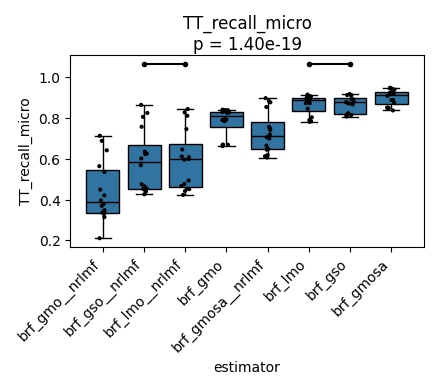 TT_recall_micro
p = 1.40e-19
TT_recall_micro
1.0
0.8
0.6
0.4
0.2
brf_gmo__nrlmf
brf_gso__nrlmf
brf_lmo__nrlmf
brf_gmo
brf_gmosa__nrlmf
brf_lmo
brf_gso
brf_gmosa
estimator